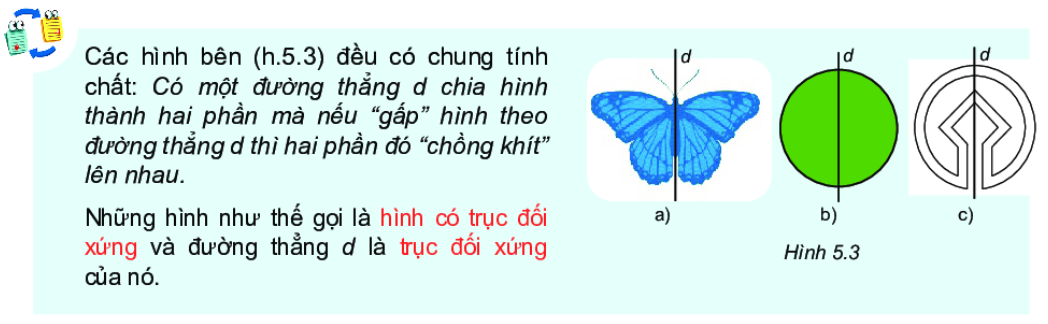 Các hình bên (h.5.3) đều có chung tính
chất: Có một đường thẳng d chia hình
thành hai phần mà nếu “gấp” hình theo
đường thẳng d thì hai phần đó “chồng khít”
lên nhau.
Những hình như thế gọi là hình có trục đối
xứng và đường thẳng d là trục đối xứng
của nó.
d
d
d
a)
b)
c)
Hình 5.3